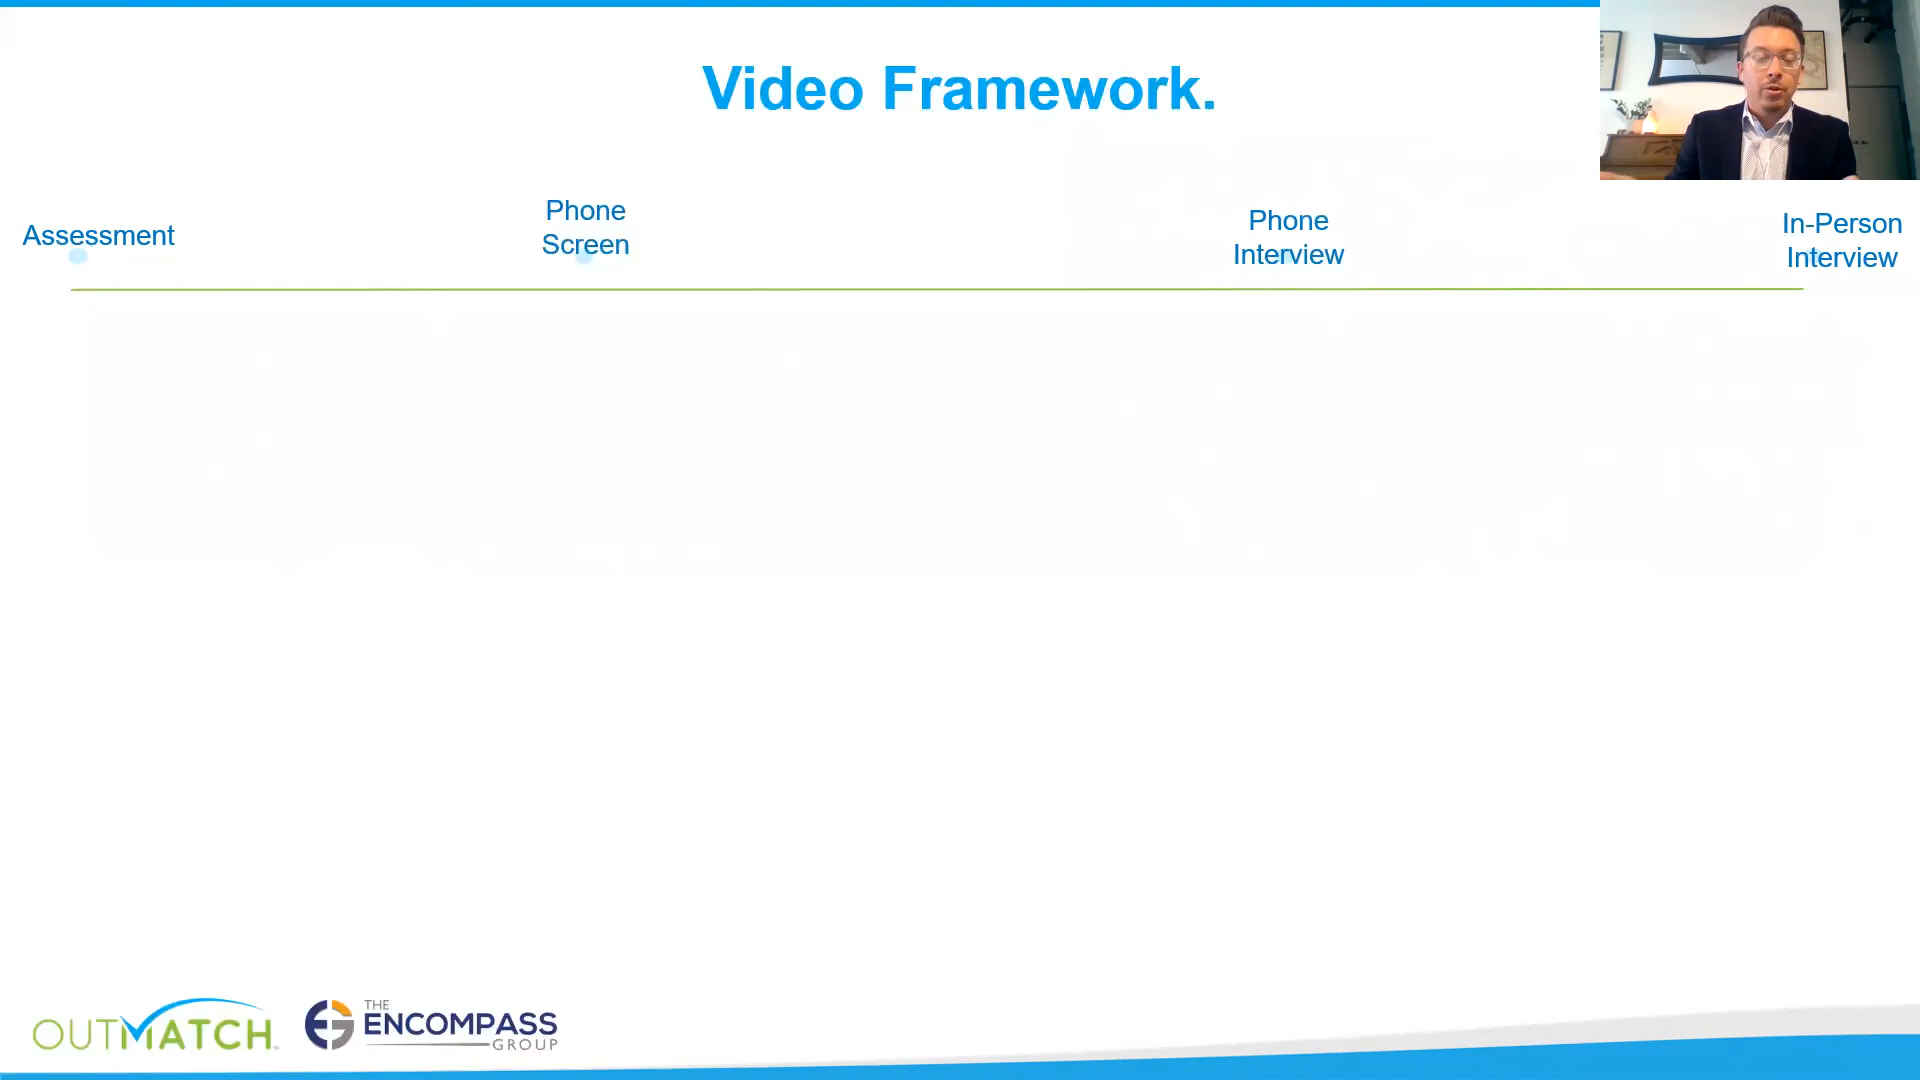 Video Framework.
Assessment
Phone
Screen
Phone
Interview
In-Person
Interview
OUTMATCH
THE
ENCOMPASS
GROUP